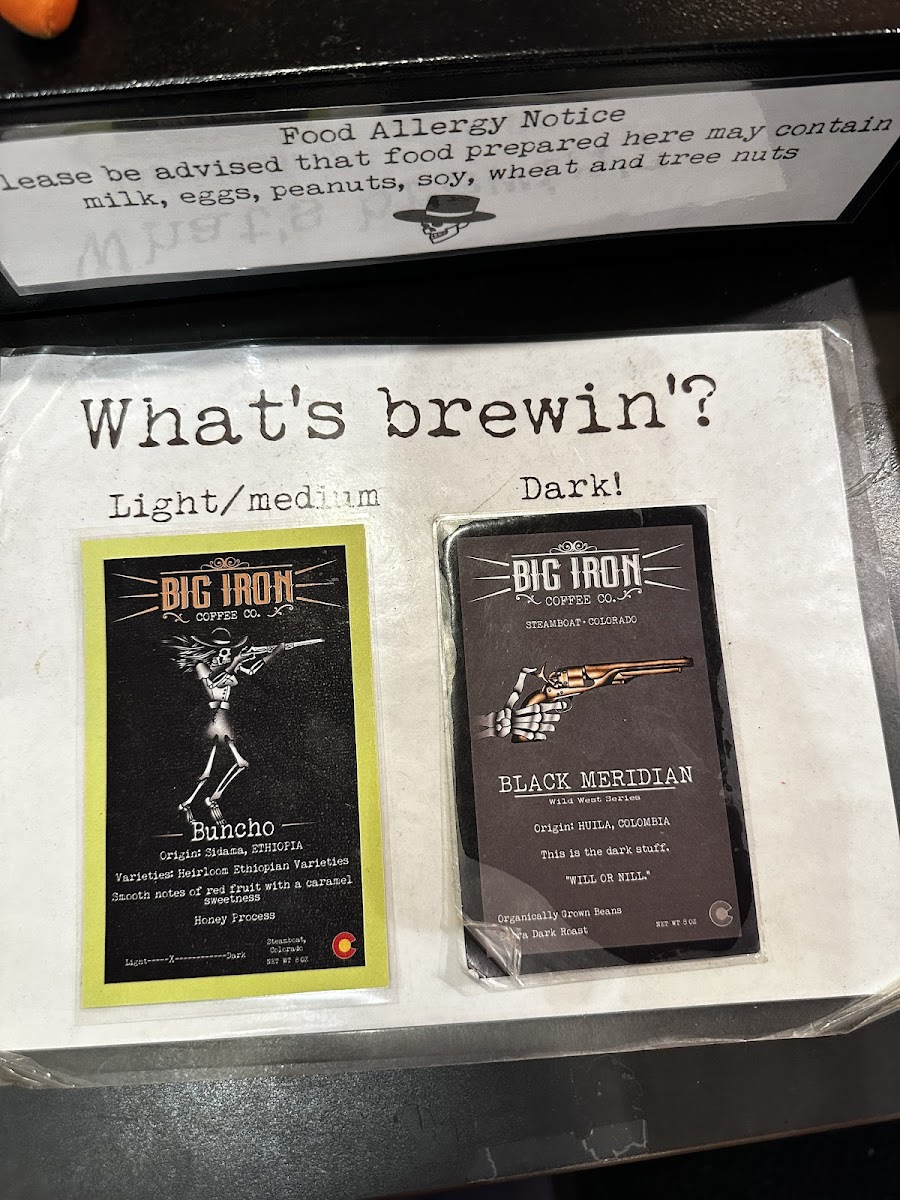 Food Allergy Notice
lease be advised that food prepared here may contain
milk, eggs, peanuts, soy, wheat and tree nuts
What's brewin'?
Light/medium
BIG IRON
COFFEE CO.
Buncho
Origin: Sidama, ETHIOPIA
Varieties: Heirloom Ethiopian Varieties
Smooth notes of red fruit with a caramel
sweetness
Honey Process
Light-----X------------Dark
Steamboat,
Colorado
NET WT 8 OZ
Dark!
BIG IRON
COFFEE CO.
STEAMBOAT · COLORADO
BLACK MERIDIAN
Wild West Series
Origin: HUILA, COLOMBIA
This is the dark stuff.
"WILL OR NILL."
Organically Grown Beans
Dark Roast
NET WT 8 OZ